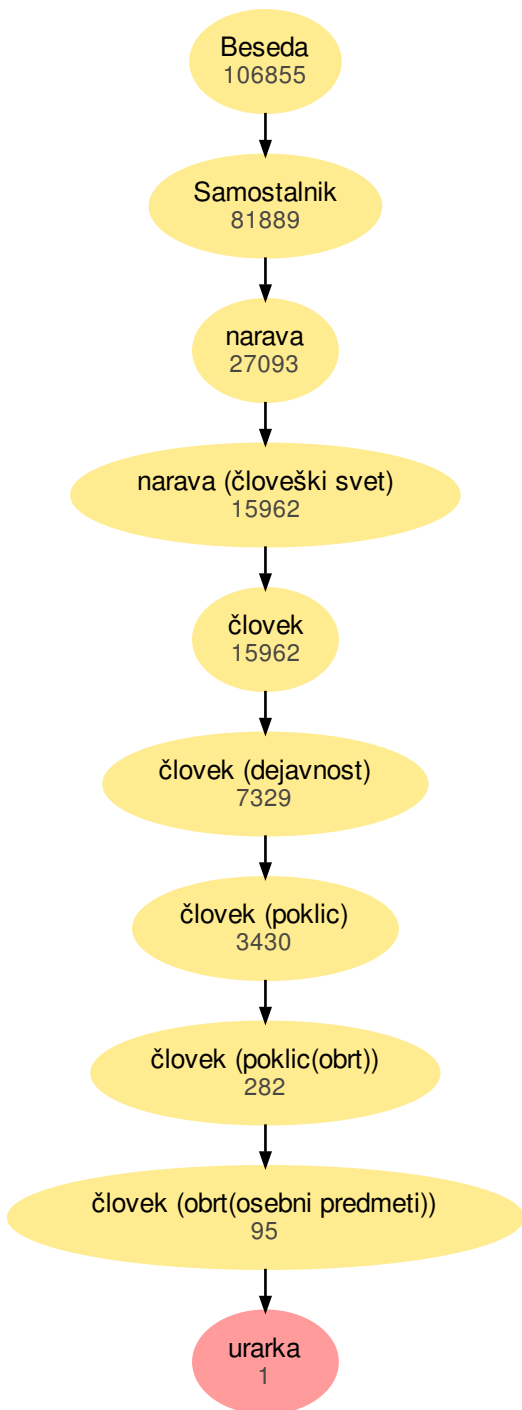 Beseda
106855
Samostalnik
81889
narava
27093
narava (človeški svet)
15962
človek
15962
človek (dejavnost)
7329
človek (poklic)
3430
človek (poklic(obrt))
282
človek (obrt(osebni predmeti))
95
urarka
1